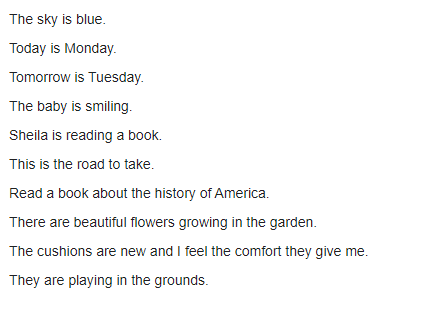 The sky is blue.
Today is Monday.
Tomorrow is Tuesday.
The baby is smiling.
Sheila is reading a book.
This is the road to take.
Read a book about the history of America.
There are beautiful flowers growing in the garden.
The cushions are new and I feel the comfort they give me.
They are playing in the grounds.